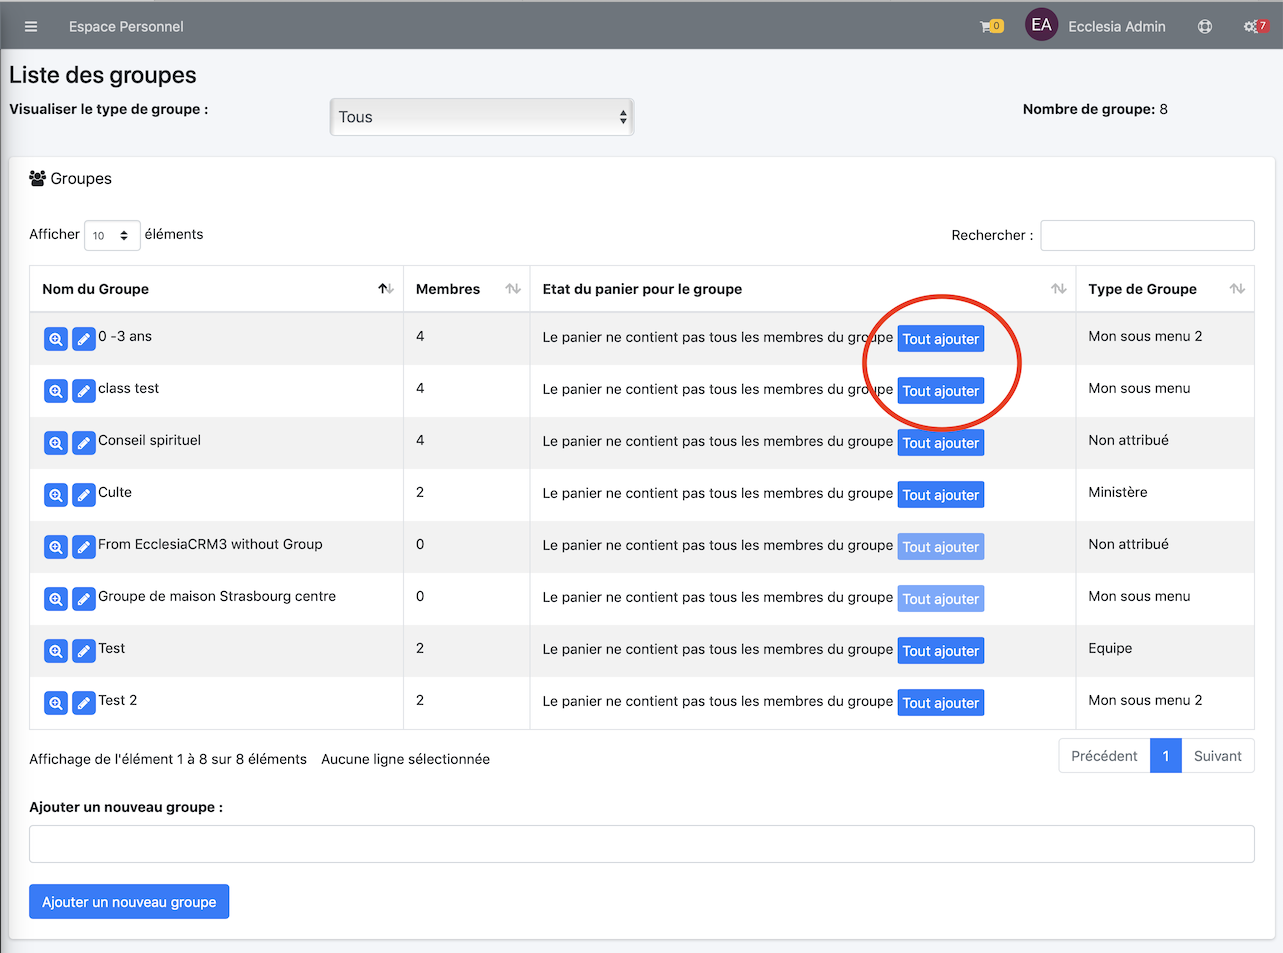 Espace Personnel 0 EA Ecclesia Admin 7
Liste des groupes
Visualiser le type de groupe : Tous Nombre de groupe: 8
Groupes
Afficher 10 éléments Rechercher :
Nom du Groupe Membres Etat du panier pour le groupe Type de Groupe
0 -3 ans 4 Le panier ne contient pas tous les membres du groupe Tout ajouter Mon sous menu 2
class test 4 Le panier ne contient pas tous les membres du groupe Tout ajouter Mon sous menu
Conseil spirituel 4 Le panier ne contient pas tous les membres du groupe Tout ajouter Non attribué
Culte 2 Le panier ne contient pas tous les membres du groupe Tout ajouter Ministère
From EcclesiaCRM3 without Group 0 Le panier ne contient pas tous les membres du groupe Tout ajouter Non attribué
Groupe de maison Strasbourg centre 0 Le panier ne contient pas tous les membres du groupe Tout ajouter Mon sous menu
Test 2 Le panier ne contient pas tous les membres du groupe Tout ajouter Equipe
Test 2 2 Le panier ne contient pas tous les membres du groupe Tout ajouter Mon sous menu 2
Affichage de l'élément 1 à 8 sur 8 éléments Aucune ligne sélectionnée Précédent 1 Suivant
Ajouter un nouveau groupe :
Ajouter un nouveau groupe